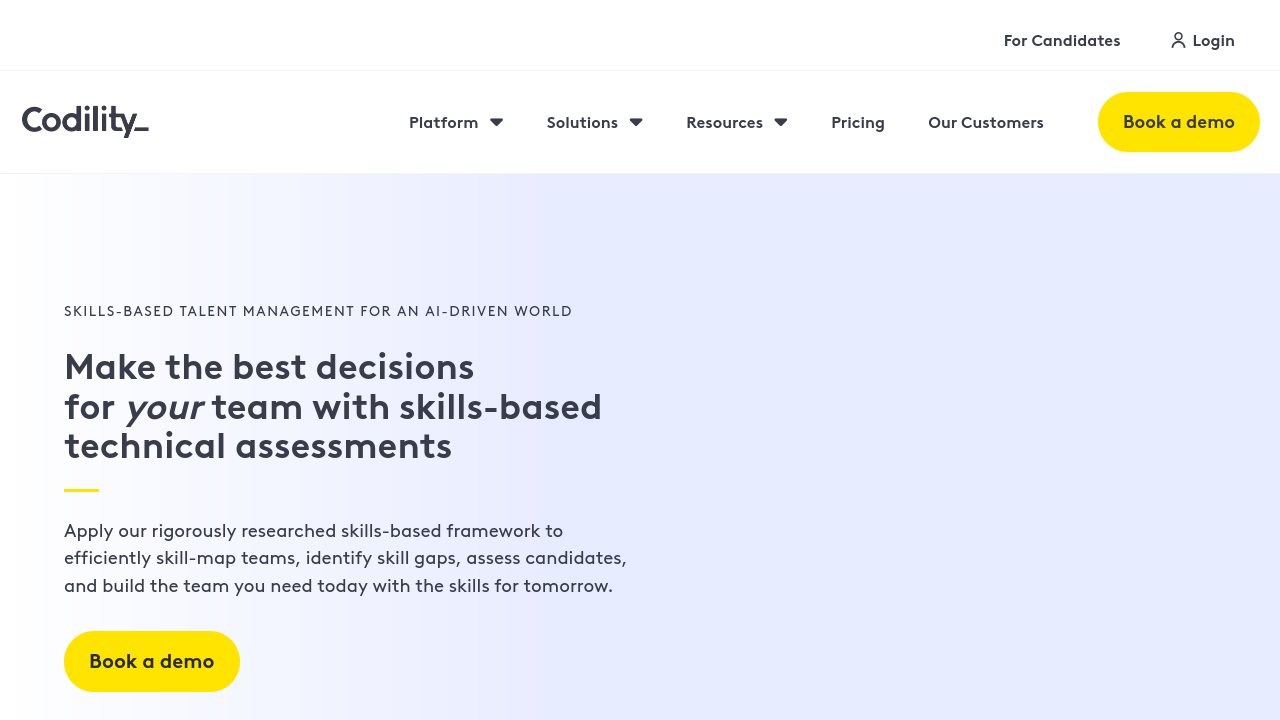 For Candidates
Login
Codility_
Platform
Solutions
Resources
Pricing
Our Customers
Book a demo
SKILLS-BASED TALENT MANAGEMENT FOR AN AI-DRIVEN WORLD
Make the best decisions
for your team with skills-based
technical assessments
Apply our rigorously researched skills-based framework to
efficiently skill-map teams, identify skill gaps, assess candidates,
and build the team you need today with the skills for tomorrow.
Book a demo